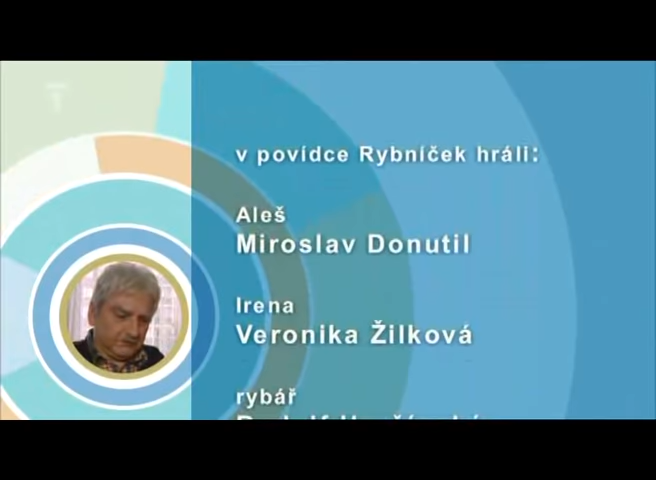 v povídce Rybníček hráli:
Aleš
Miroslav Donutil
Irena
Veronika Žilková
rybář